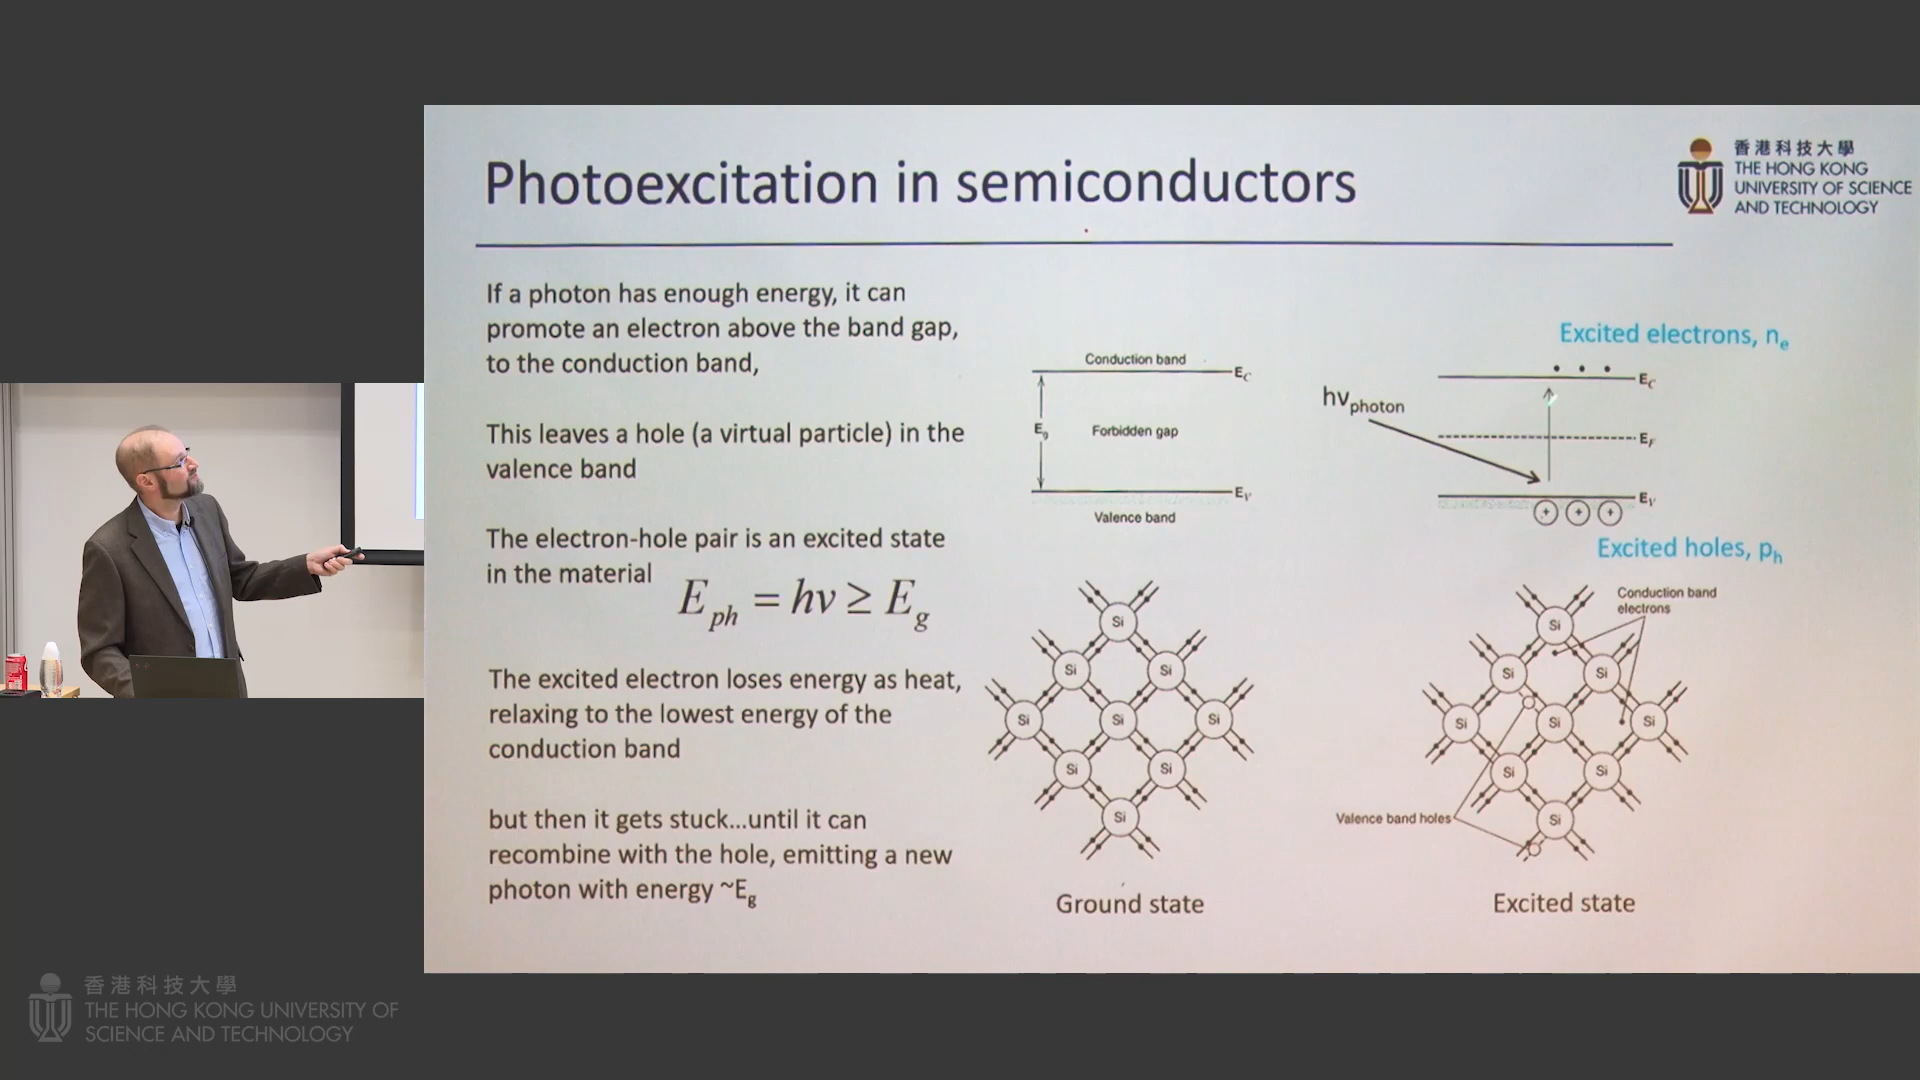 Photoexcitation in semiconductors
香港科技大學
THE HONG KONG
UNIVERSITY OF SCIENCE
AND TECHNOLOGY
If a photon has enough energy, it can
promote an electron above the band gap,
to the conduction band,
This leaves a hole (a virtual particle) in the
valence band
The electron-hole pair is an excited state
in the material
E_ph = hν ≥ E_g
The excited electron loses energy as heat,
relaxing to the lowest energy of the
conduction band
but then it gets stuck...until it can
recombine with the hole, emitting a new
photon with energy ~E_g
Conduction band
E_C
E_g
Forbidden gap
E_V
Valence band
Si
Si
Si
Si
Si
Si
Si
Si
Si
Ground state
Excited electrons, n_e
E_C
hν_photon
E_F
E_V
+ + +
Excited holes, p_h
Conduction band
electrons
Si
Si
Si
Si
Si
Si
Si
Si
Si
Valence band holes
Excited state
香港科技大學
THE HONG KONG UNIVERSITY OF
SCIENCE AND TECHNOLOGY